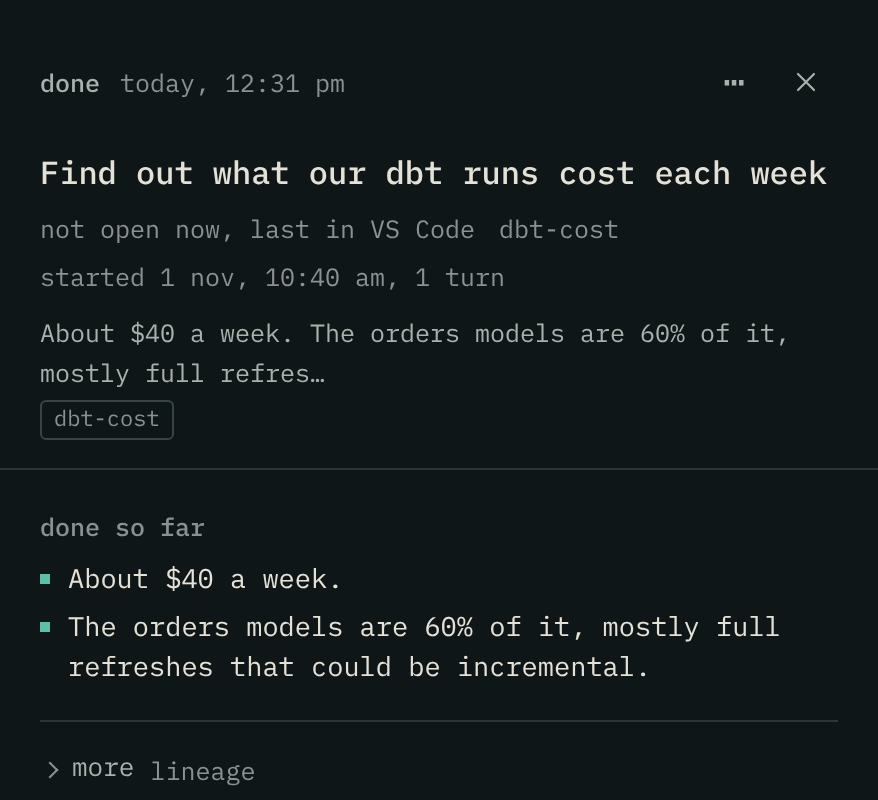 done today, 12:31 pm
Find out what our dbt runs cost each week
not open now, last in VS Code dbt-cost
started 1 nov, 10:40 am, 1 turn
About $40 a week. The orders models are 60% of it,
mostly full refres…
dbt-cost
done so far
About $40 a week.
The orders models are 60% of it, mostly full
refreshes that could be incremental.
more lineage